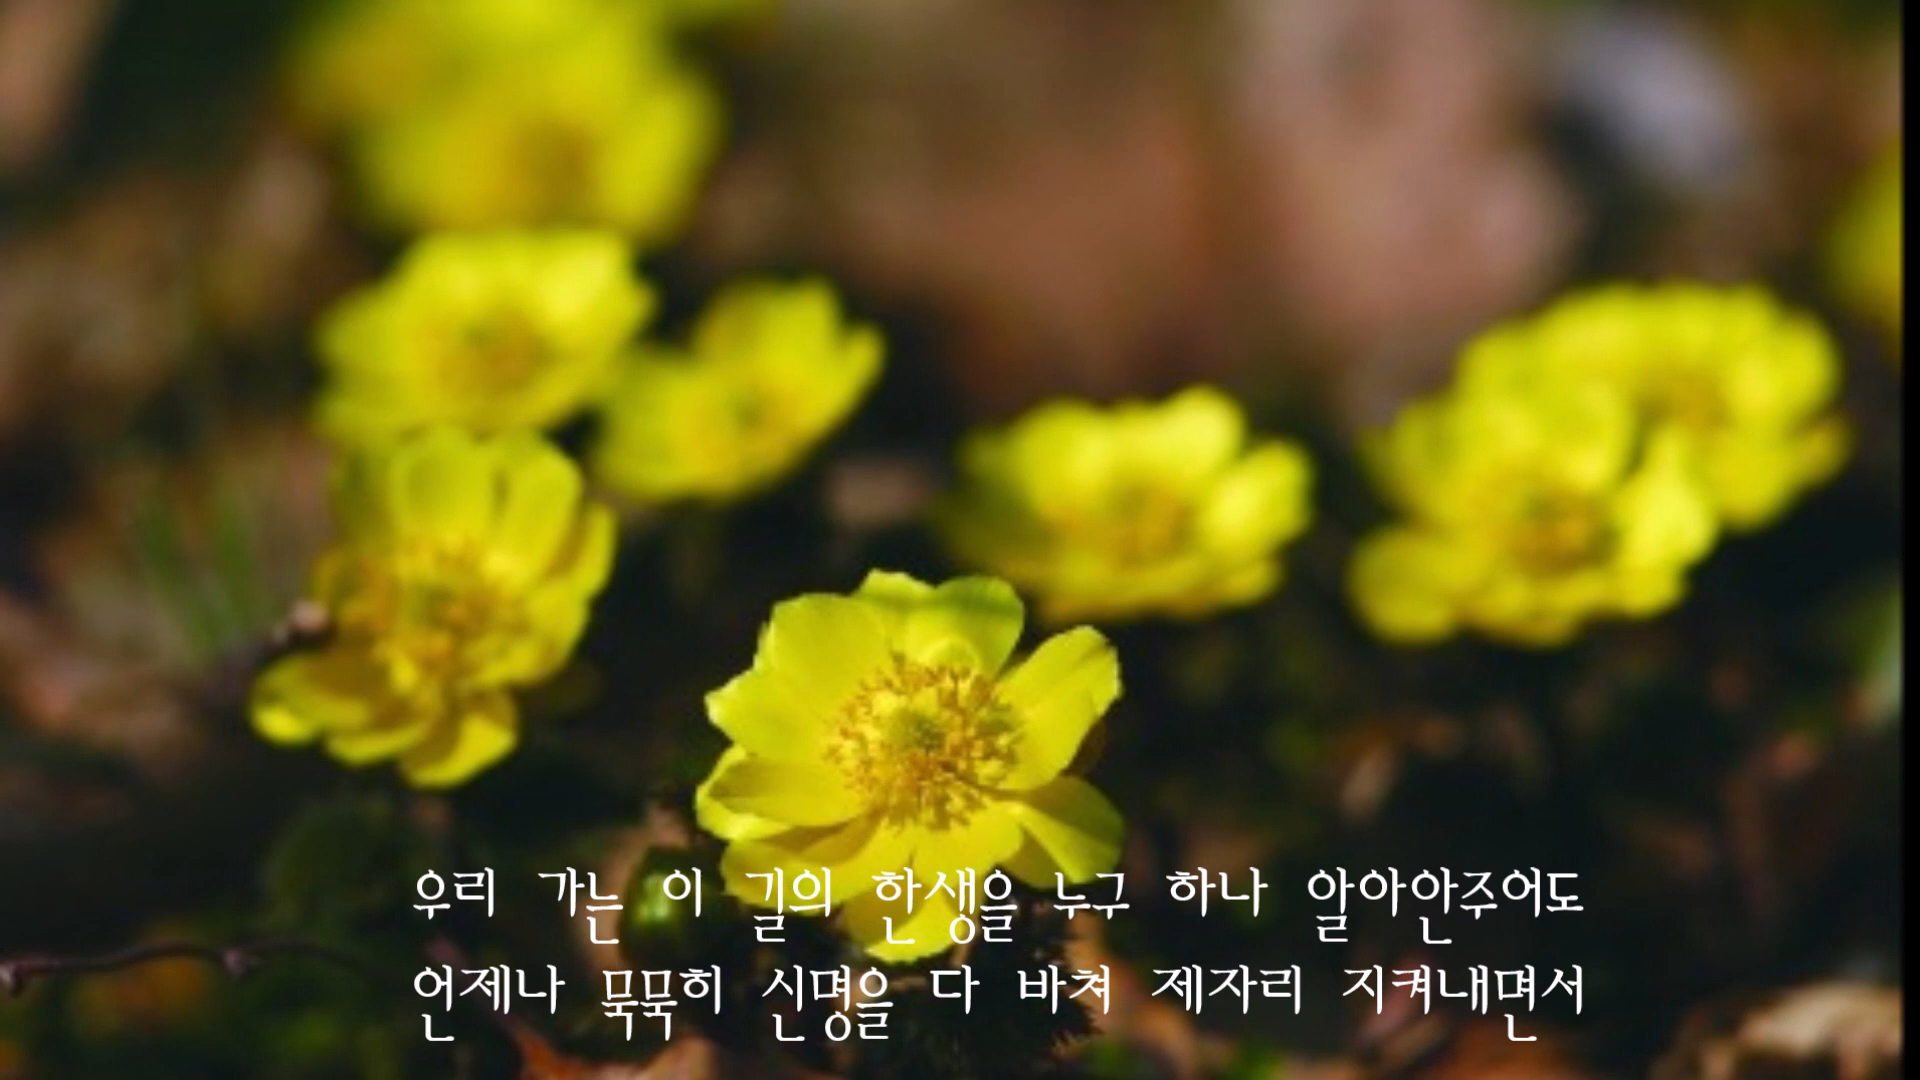 우리 가는 이 길의 한생을 누구 하나 알아안주어도
언제나 묵묵히 신명을 다 바쳐 제자리 지켜내면서